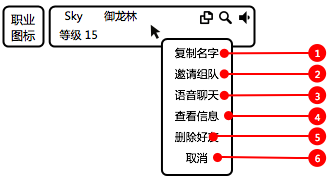 职业
图标
Sky 御龙林
等级 15
复制名字 1
邀请组队 2
语音聊天 3
查看信息 4
删除好友 5
取消 6